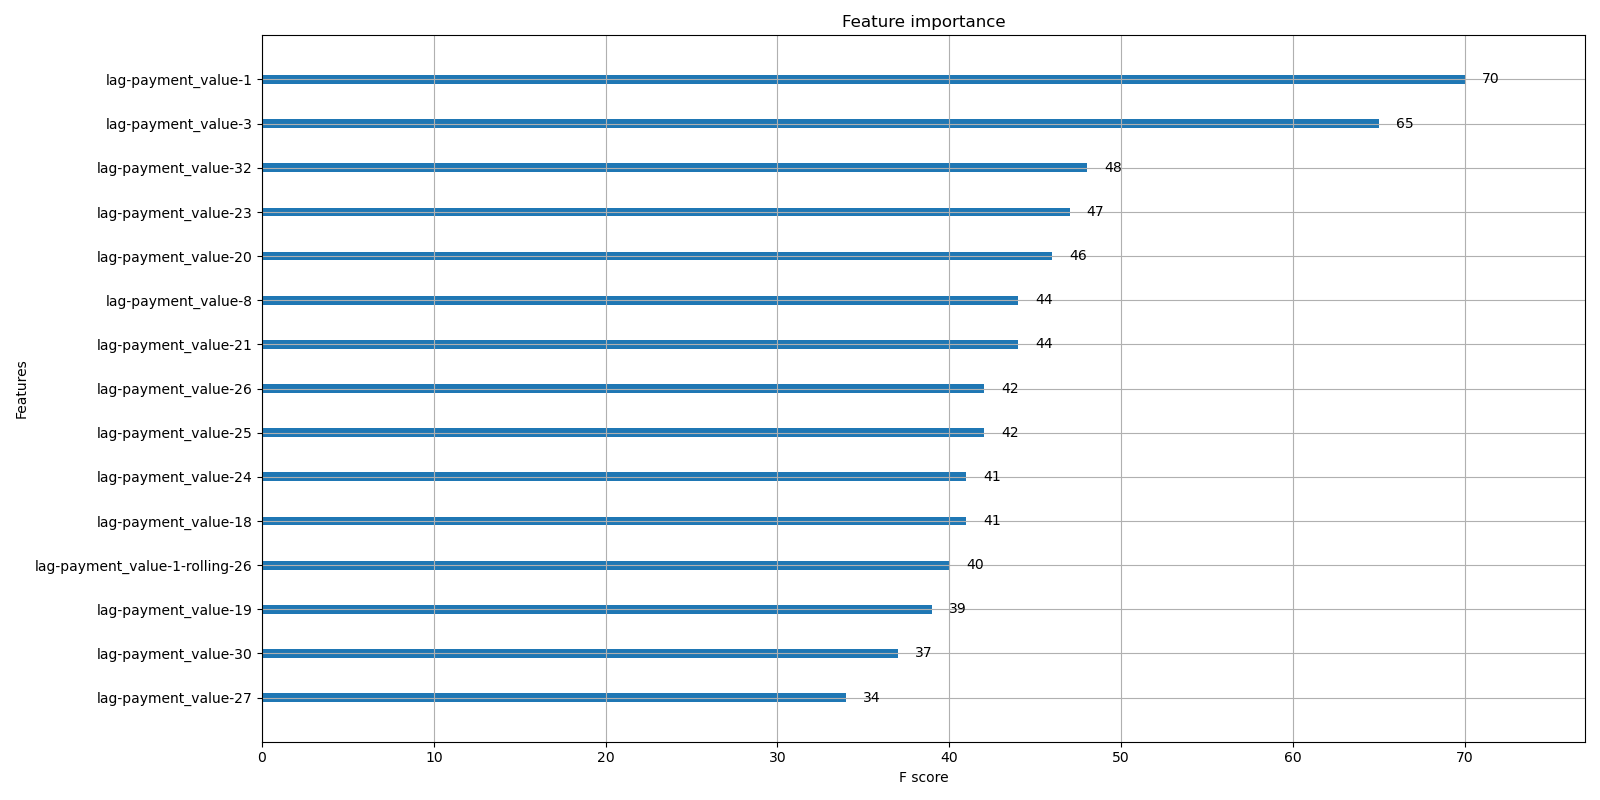 Feature importance
lag-payment_value-1 70
lag-payment_value-3 65
lag-payment_value-32 48
lag-payment_value-23 47
lag-payment_value-20 46
lag-payment_value-8 44
lag-payment_value-21 44
lag-payment_value-26 42
lag-payment_value-25 42
lag-payment_value-24 41
lag-payment_value-18 41
lag-payment_value-1-rolling-26 40
lag-payment_value-19 39
lag-payment_value-30 37
lag-payment_value-27 34
Features
0 10 20 30 40 50 60 70
F score